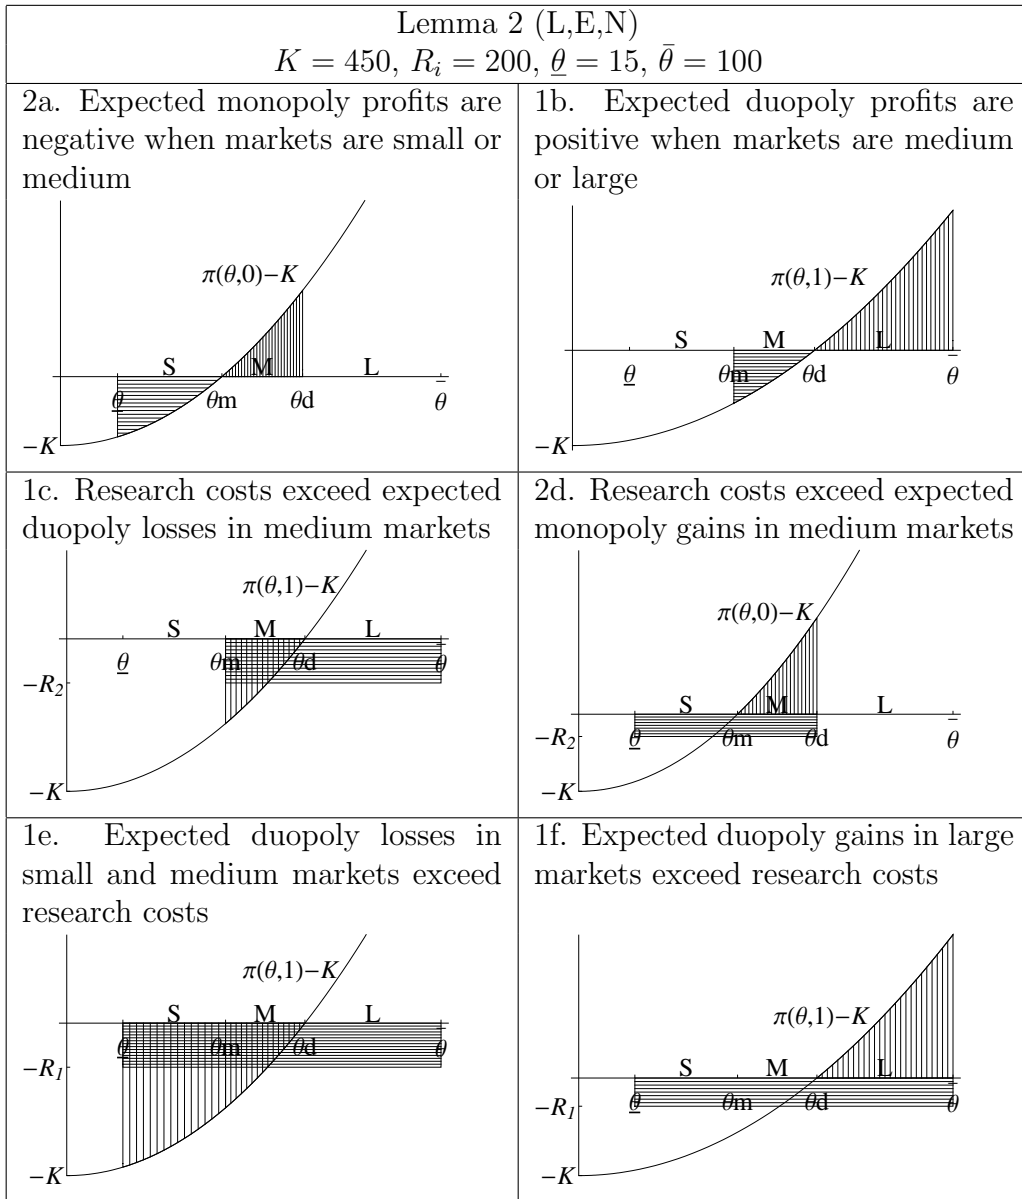 Lemma 2 (L,E,N)
K = 450, R_i = 200, θ̲ = 15, θ̄ = 100
2a. Expected monopoly profits are
negative when markets are small or
medium
π(θ,0)−K
S M L
θ̲ θm θd θ̄
−K
1b. Expected duopoly profits are
positive when markets are medium
or large
π(θ,1)−K
S M L
θ̲ θm θd θ̄
−K
1c. Research costs exceed expected
duopoly losses in medium markets
π(θ,1)−K
S M L
θ̲ θm θd θ̄
−R₂
−K
2d. Research costs exceed expected
monopoly gains in medium markets
π(θ,0)−K
S M L
−R₂ θ̲ θm θd θ̄
−K
1e. Expected duopoly losses in
small and medium markets exceed
research costs
π(θ,1)−K
S M L
θ̲ θm θd θ̄
−R₁
−K
1f. Expected duopoly gains in large
markets exceed research costs
π(θ,1)−K
S M L
−R₁ θ̲ θm θd θ̄
−K